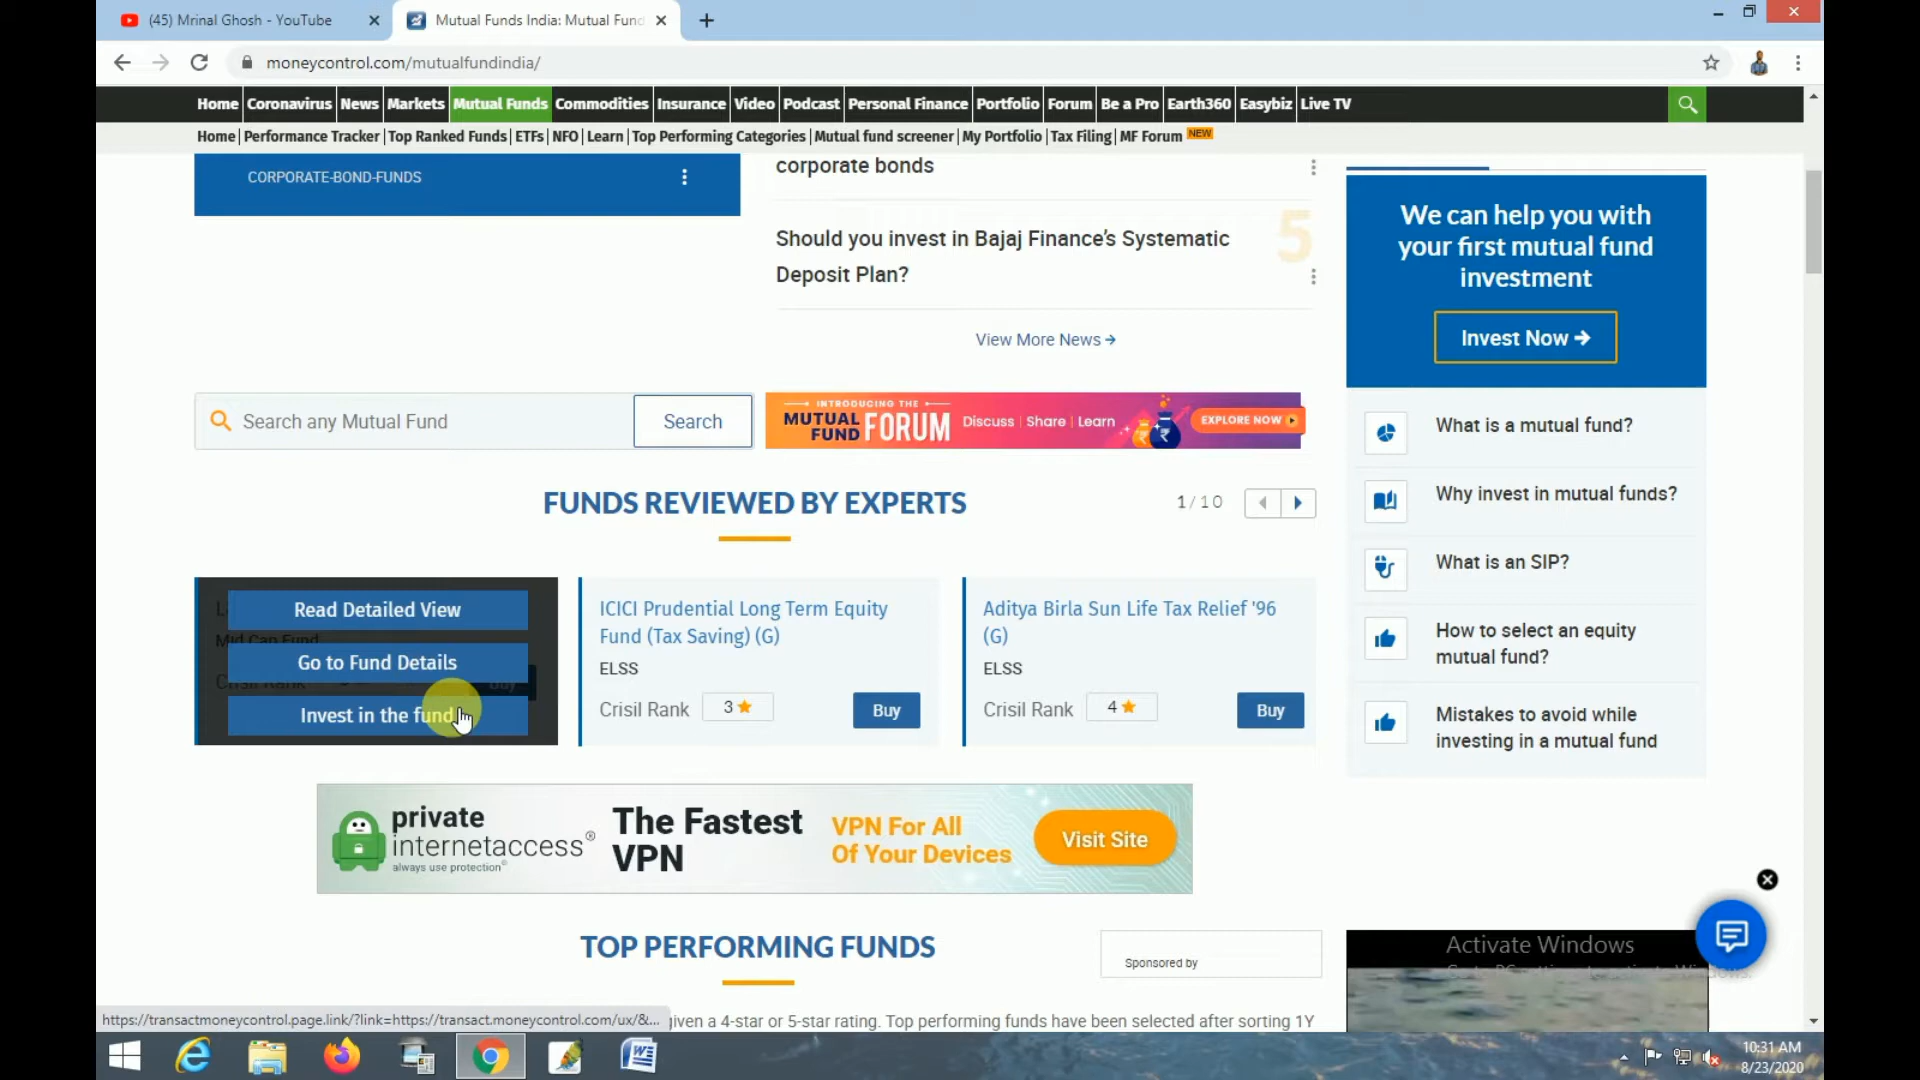 (45) Mrinal Ghosh - YouTube
Mutual Funds India: Mutual Fund
moneycontrol.com/mutualfundindia/
Home Coronavirus News Markets Mutual Funds Commodities Insurance Video Podcast Personal Finance Portfolio Forum Be a Pro Earth360 Easybiz Live TV
Home Performance Tracker Top Ranked Funds ETFs NFO Learn Top Performing Categories Mutual fund screener My Portfolio Tax Filing MF Forum NEW
CORPORATE-BOND-FUNDS
corporate bonds
Should you invest in Bajaj Finance's Systematic
Deposit Plan?
5
View More News
We can help you with
your first mutual fund
investment
Invest Now
Search any Mutual Fund
Search
INTRODUCING THE
MUTUAL FUND FORUM
Discuss | Share | Learn
EXPLORE NOW
What is a mutual fund?
Why invest in mutual funds?
What is an SIP?
How to select an equity
mutual fund?
Mistakes to avoid while
investing in a mutual fund
FUNDS REVIEWED BY EXPERTS
1/10
Read Detailed View
Mid Cap Fund
Go to Fund Details
Crisil Rank
Buy
Invest in the fund
ICICI Prudential Long Term Equity
Fund (Tax Saving) (G)
ELSS
Crisil Rank 3
Buy
Aditya Birla Sun Life Tax Relief '96
(G)
ELSS
Crisil Rank 4
Buy
private
internetaccess®
always use protection®
The Fastest
VPN
VPN For All
Of Your Devices
Visit Site
TOP PERFORMING FUNDS
Sponsored by
Activate Windows
https://transactmoneycontrol.page.link/?link=https://transact.moneycontrol.com/ux/&...
given a 4-star or 5-star rating. Top performing funds have been selected after sorting 1Y
10:31 AM
8/23/2020